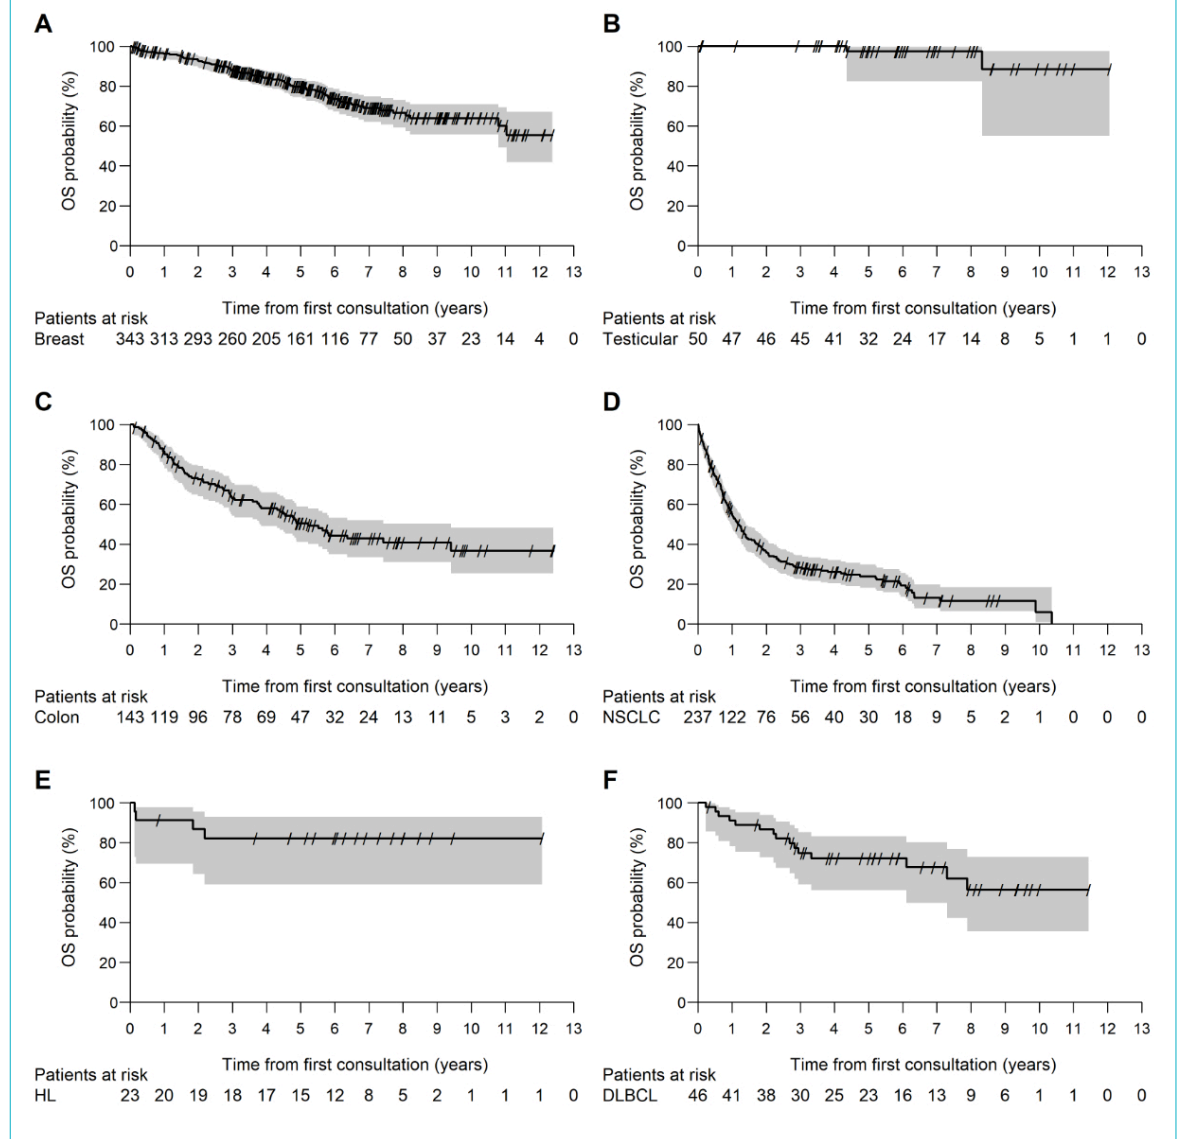 A
OS probability (%)
100
80
60
40
20
0
0 1 2 3 4 5 6 7 8 9 10 11 12 13
Time from first consultation (years)
Patients at risk
Breast 343 313 293 260 205 161 116 77 50 37 23 14 4 0
B
OS probability (%)
100
80
60
40
20
0
0 1 2 3 4 5 6 7 8 9 10 11 12 13
Time from first consultation (years)
Patients at risk
Testicular 50 47 46 45 41 32 24 17 14 8 5 1 1 0
C
OS probability (%)
100
80
60
40
20
0
0 1 2 3 4 5 6 7 8 9 10 11 12 13
Time from first consultation (years)
Patients at risk
Colon 143 119 96 78 69 47 32 24 13 11 5 3 2 0
D
OS probability (%)
100
80
60
40
20
0
0 1 2 3 4 5 6 7 8 9 10 11 12 13
Time from first consultation (years)
Patients at risk
NSCLC 237 122 76 56 40 30 18 9 5 2 1 0 0 0
E
OS probability (%)
100
80
60
40
20
0
0 1 2 3 4 5 6 7 8 9 10 11 12 13
Time from first consultation (years)
Patients at risk
HL 23 20 19 18 17 15 12 8 5 2 1 1 1 0
F
OS probability (%)
100
80
60
40
20
0
0 1 2 3 4 5 6 7 8 9 10 11 12 13
Time from first consultation (years)
Patients at risk
DLBCL 46 41 38 30 25 23 16 13 9 6 1 1 0 0